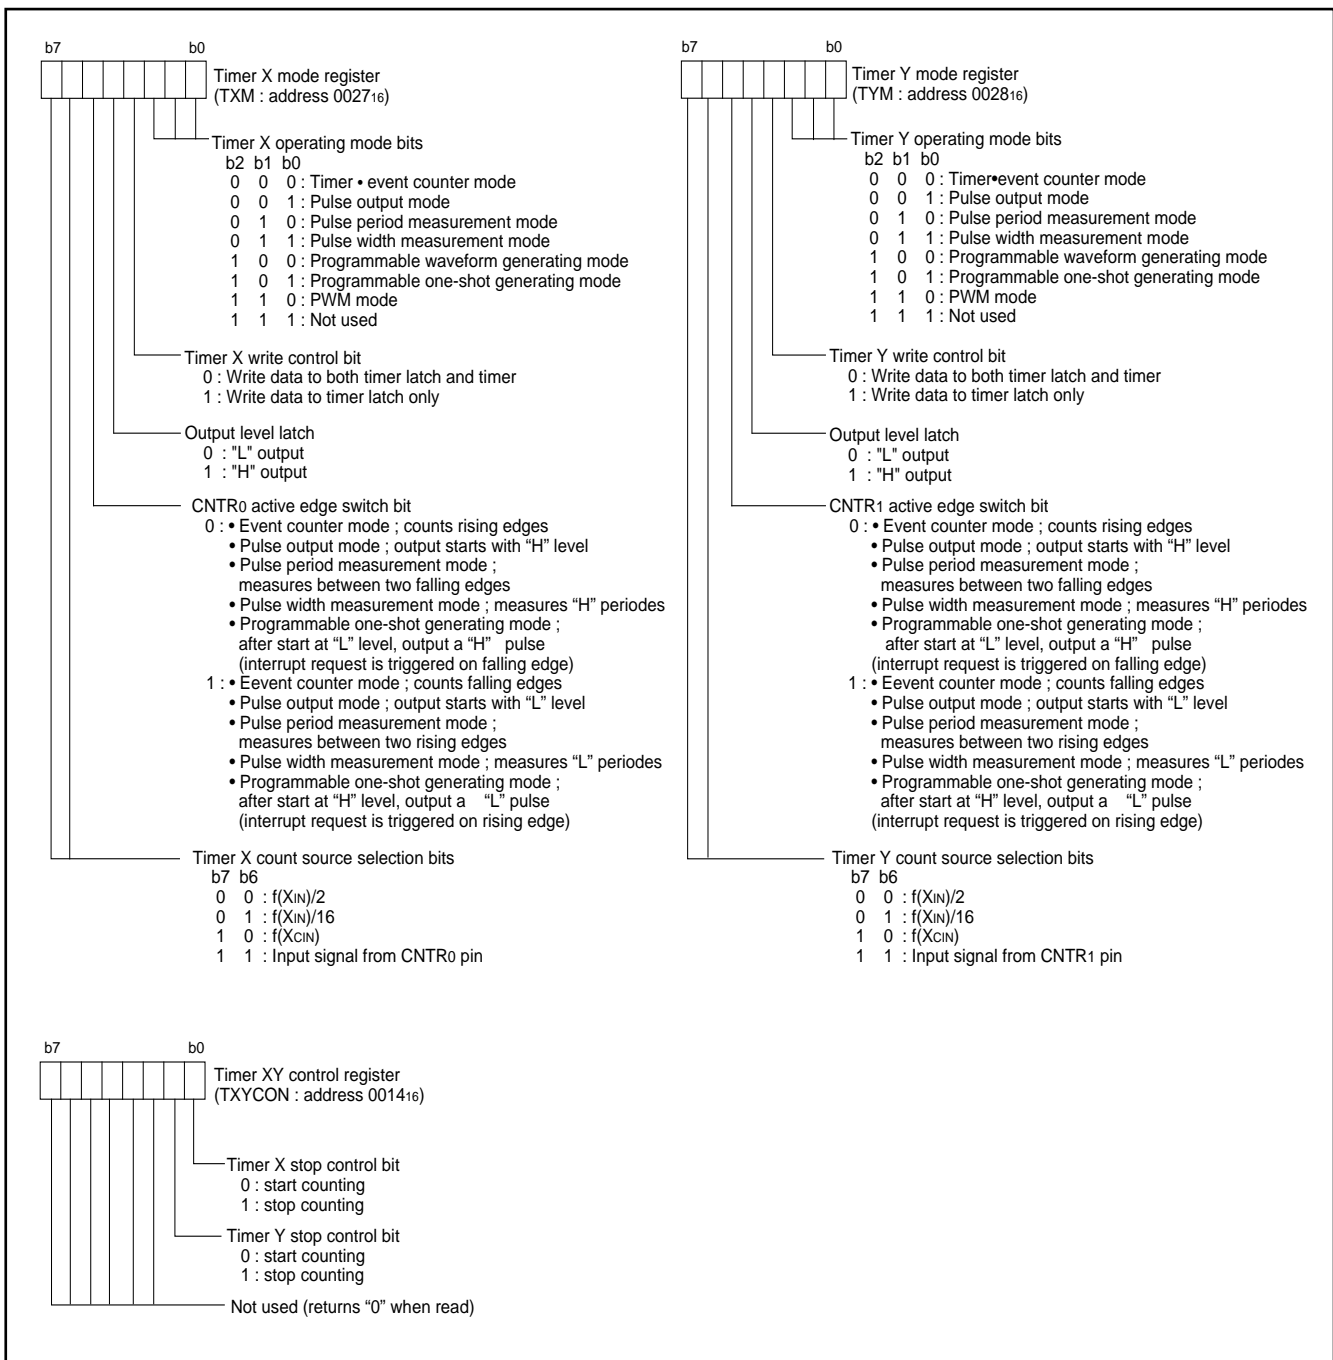 b7 b0
Timer X mode register
(TXM : address 002716)
Timer X operating mode bits
b2 b1 b0
0 0 0 : Timer • event counter mode
0 0 1 : Pulse output mode
0 1 0 : Pulse period measurement mode
0 1 1 : Pulse width measurement mode
1 0 0 : Programmable waveform generating mode
1 0 1 : Programmable one-shot generating mode
1 1 0 : PWM mode
1 1 1 : Not used
Timer X write control bit
0 : Write data to both timer latch and timer
1 : Write data to timer latch only
Output level latch
0 : "L" output
1 : "H" output
CNTR0 active edge switch bit
0 : • Event counter mode ; counts rising edges
• Pulse output mode ; output starts with “H” level
• Pulse period measurement mode ;
measures between two falling edges
• Pulse width measurement mode ; measures “H” periodes
• Programmable one-shot generating mode ;
after start at “L” level, output a “H” pulse
(interrupt request is triggered on falling edge)
1 : • Eevent counter mode ; counts falling edges
• Pulse output mode ; output starts with “L” level
• Pulse period measurement mode ;
measures between two rising edges
• Pulse width measurement mode ; measures “L” periodes
• Programmable one-shot generating mode ;
after start at “H” level, output a “L” pulse
(interrupt request is triggered on rising edge)
Timer X count source selection bits
b7 b6
0 0 : f(XIN)/2
0 1 : f(XIN)/16
1 0 : f(XCIN)
1 1 : Input signal from CNTR0 pin
b7 b0
Timer Y mode register
(TYM : address 002816)
Timer Y operating mode bits
b2 b1 b0
0 0 0 : Timer•event counter mode
0 0 1 : Pulse output mode
0 1 0 : Pulse period measurement mode
0 1 1 : Pulse width measurement mode
1 0 0 : Programmable waveform generating mode
1 0 1 : Programmable one-shot generating mode
1 1 0 : PWM mode
1 1 1 : Not used
Timer Y write control bit
0 : Write data to both timer latch and timer
1 : Write data to timer latch only
Output level latch
0 : "L" output
1 : "H" output
CNTR1 active edge switch bit
0 : • Event counter mode ; counts rising edges
• Pulse output mode ; output starts with “H” level
• Pulse period measurement mode ;
measures between two falling edges
• Pulse width measurement mode ; measures “H” periodes
• Programmable one-shot generating mode ;
after start at “L” level, output a “H” pulse
(interrupt request is triggered on falling edge)
1 : • Eevent counter mode ; counts falling edges
• Pulse output mode ; output starts with “L” level
• Pulse period measurement mode ;
measures between two rising edges
• Pulse width measurement mode ; measures “L” periodes
• Programmable one-shot generating mode ;
after start at “H” level, output a “L” pulse
(interrupt request is triggered on rising edge)
Timer Y count source selection bits
b7 b6
0 0 : f(XIN)/2
0 1 : f(XIN)/16
1 0 : f(XCIN)
1 1 : Input signal from CNTR1 pin
b7 b0
Timer XY control register
(TXYCON : address 001416)
Timer X stop control bit
0 : start counting
1 : stop counting
Timer Y stop control bit
0 : start counting
1 : stop counting
Not used (returns “0” when read)